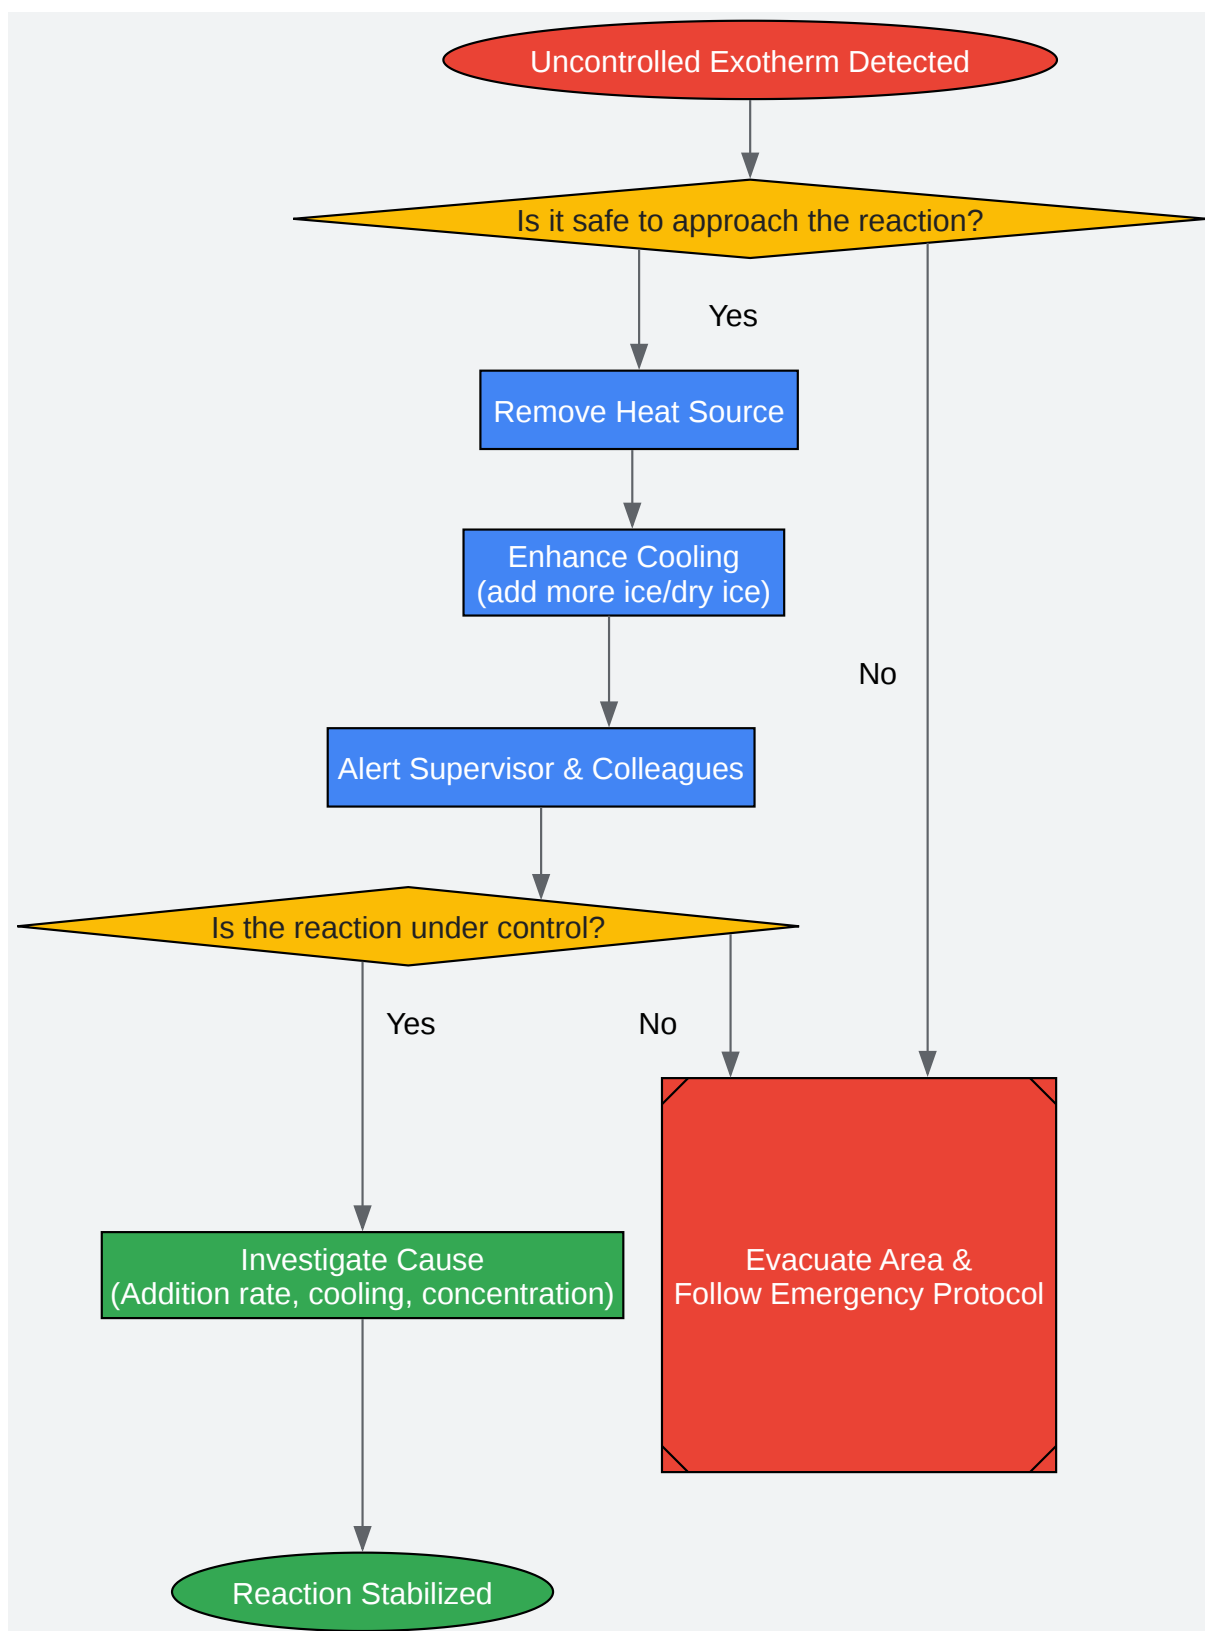 Uncontrolled Exotherm Detected
Is it safe to approach the reaction?
Yes
Remove Heat Source
Enhance Cooling
(add more ice/dry ice)
No
Alert Supervisor & Colleagues
Is the reaction under control?
Yes
No
Investigate Cause
(Addition rate, cooling, concentration)
Evacuate Area &
Follow Emergency Protocol
Reaction Stabilized